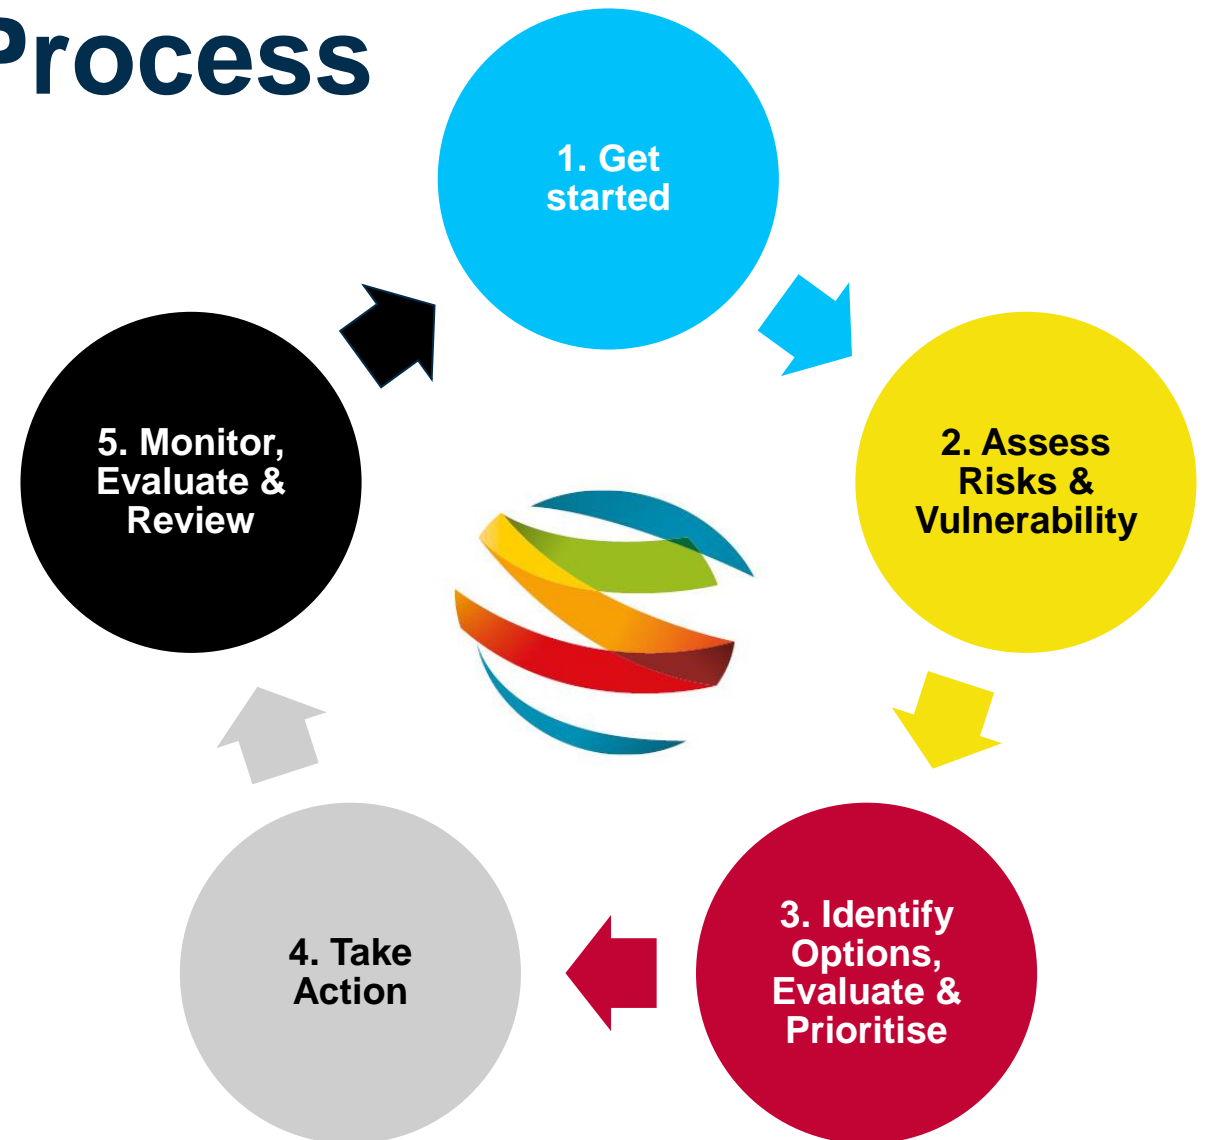 Process
1. Get
started
2. Assess
Risks &
Vulnerability
3. Identify
Options,
Evaluate &
Prioritise
4. Take
Action
5. Monitor,
Evaluate &
Review